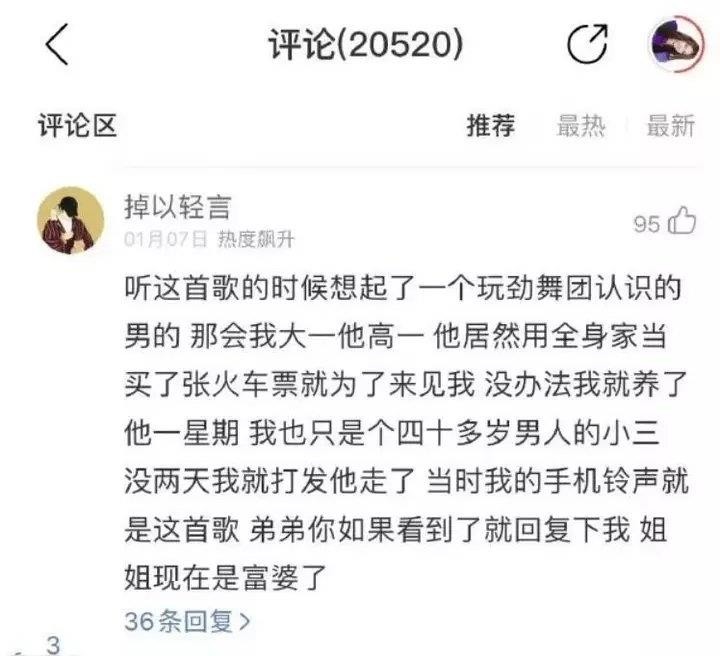 评论(20520)
评论区
推荐
最热
最新
掉以轻言
95
01月07日 热度飙升
听这首歌的时候想起了一个玩劲舞团认识的
男的 那会我大一他高一 他居然用全身家当
买了张火车票就为了来见我 没办法我就养了
他一星期 我也只是个四十多岁男人的小三
没两天我就打发他走了 当时我的手机铃声就
是这首歌 弟弟你如果看到了就回复下我 姐
姐现在是富婆了
36条回复>
3